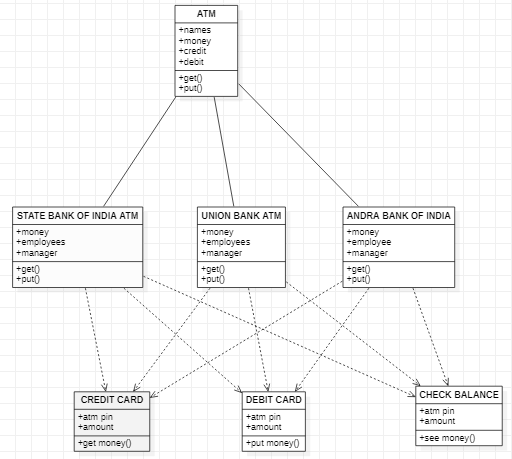 ATM
+names
+money
+credit
+debit
+get()
+put()
STATE BANK OF INDIA ATM
+money
+employees
+manager
+get()
+put()
UNION BANK ATM
+money
+employees
+manager
+get()
+put()
ANDRA BANK OF INDIA
+money
+employee
+manager
+get()
+put()
CREDIT CARD
+atm pin
+amount
+get money()
DEBIT CARD
+atm pin
+amount
+put money()
CHECK BALANCE
+atm pin
+amount
+see money()